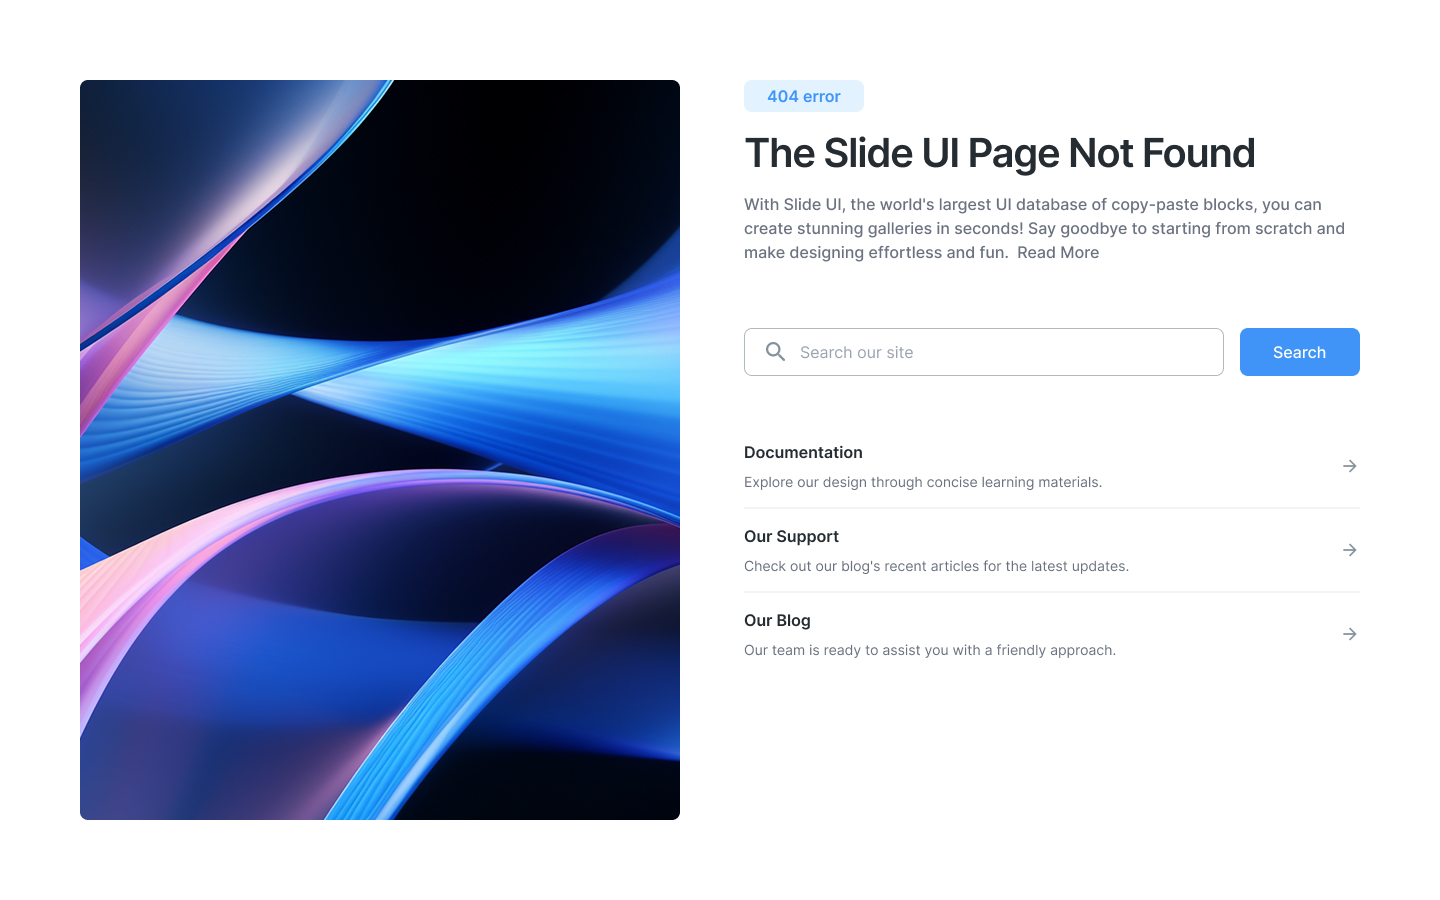 404 error
The Slide UI Page Not Found
With Slide UI, the world's largest UI database of copy-paste blocks, you can
create stunning galleries in seconds! Say goodbye to starting from scratch and
make designing effortless and fun.  Read More
Search our site
Search
Documentation
Explore our design through concise learning materials.
Our Support
Check out our blog's recent articles for the latest updates.
Our Blog
Our team is ready to assist you with a friendly approach.